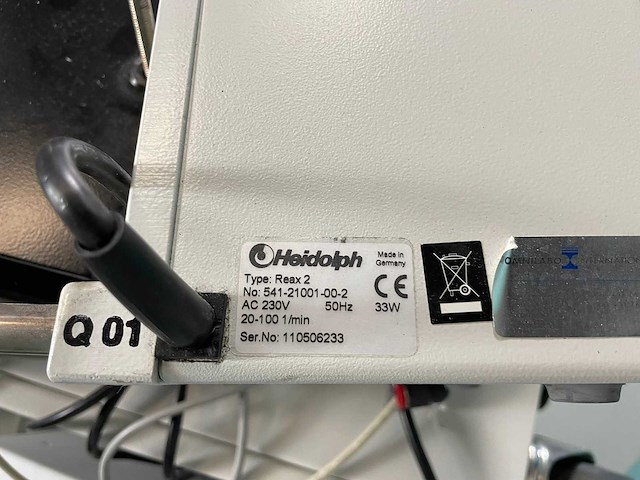 Heidolph
Made in
Germany
Type: Reax 2
No: 541-21001-00-2
AC 230V 50Hz 33W
20-100 1/min
Ser.No: 110506233
CE
Q 01